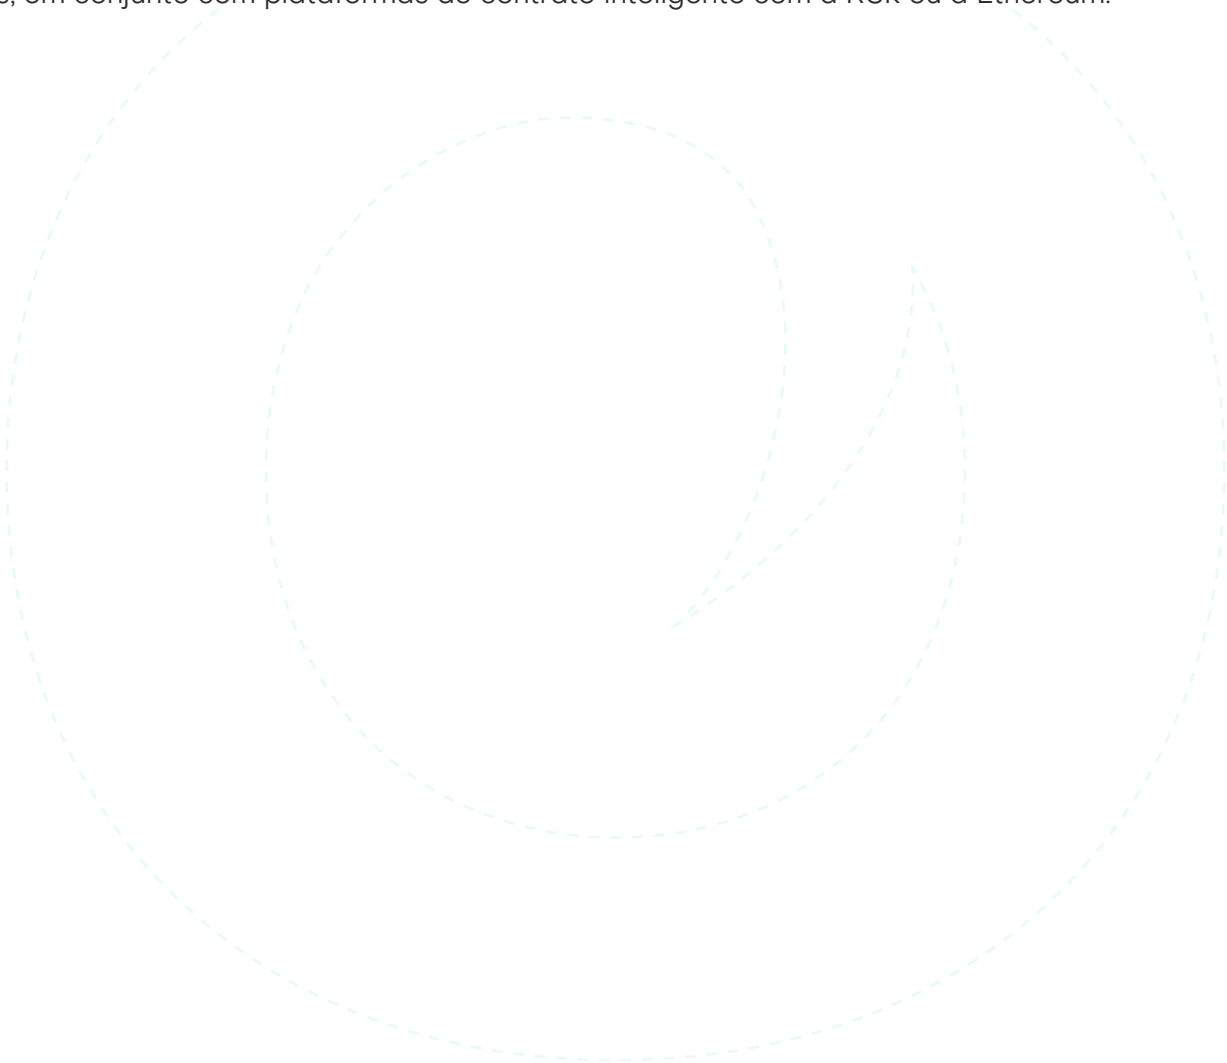 s, em conjunto com plataformas de contrato inteligente com a RSK ou a Ethereum.